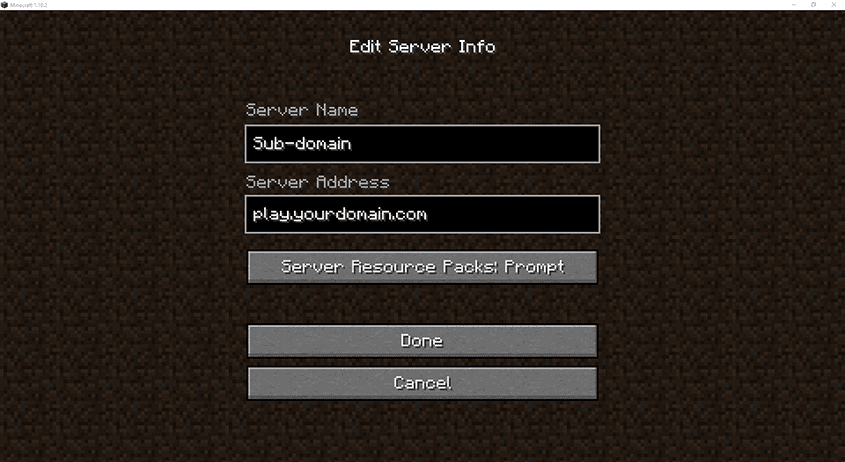 Minecraft 1.10.2
Edit Server Info
Server Name
Sub-domain
Server Address
play.yourdomain.com
Server Resource Packs: Prompt
Done
Cancel